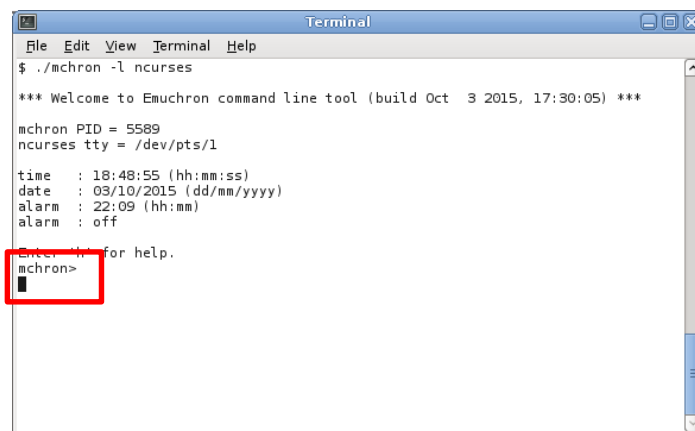 Terminal
File Edit View Terminal Help
$ ./mchron -l ncurses
*** Welcome to Emuchron command line tool (build Oct  3 2015, 17:30:05) ***
mchron PID = 5589
ncurses tty = /dev/pts/1
time   : 18:48:55 (hh:mm:ss)
date   : 03/10/2015 (dd/mm/yyyy)
alarm  : 22:09 (hh:mm)
alarm  : off
Enter 'h' for help.
mchron>